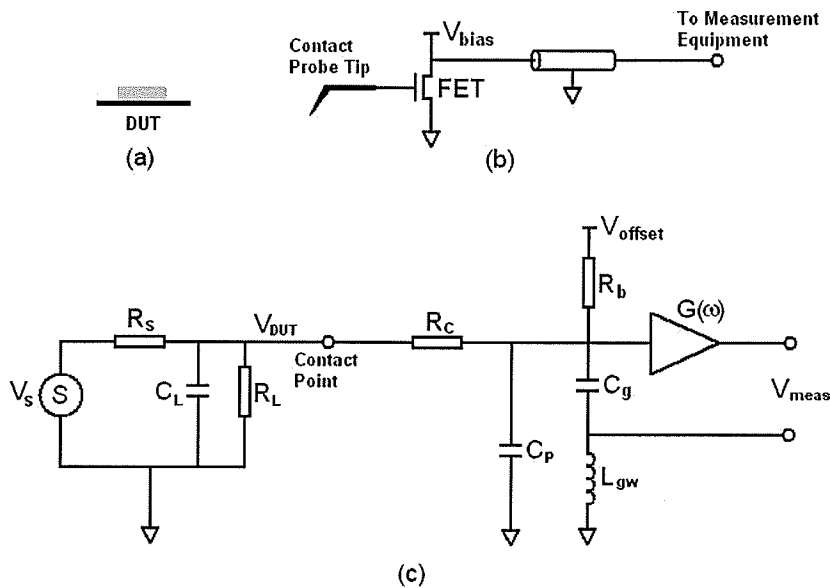 Contact
Probe Tip
V_bias
To Measurement
Equipment
FET
DUT
(a)
(b)
V_offset
R_b
G(ω)
R_S
V_DUT
R_C
Contact
Point
V_s
S
C_L
R_L
C_g
V_meas
C_P
L_gw
(c)